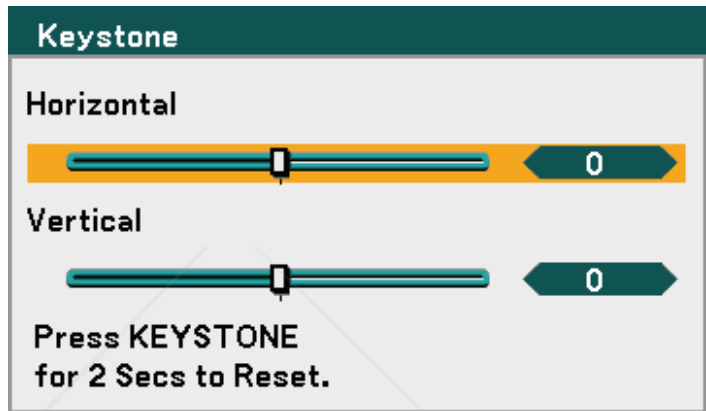 Keystone
Horizontal
0
Vertical
0
Press KEYSTONE
for 2 Secs to Reset.